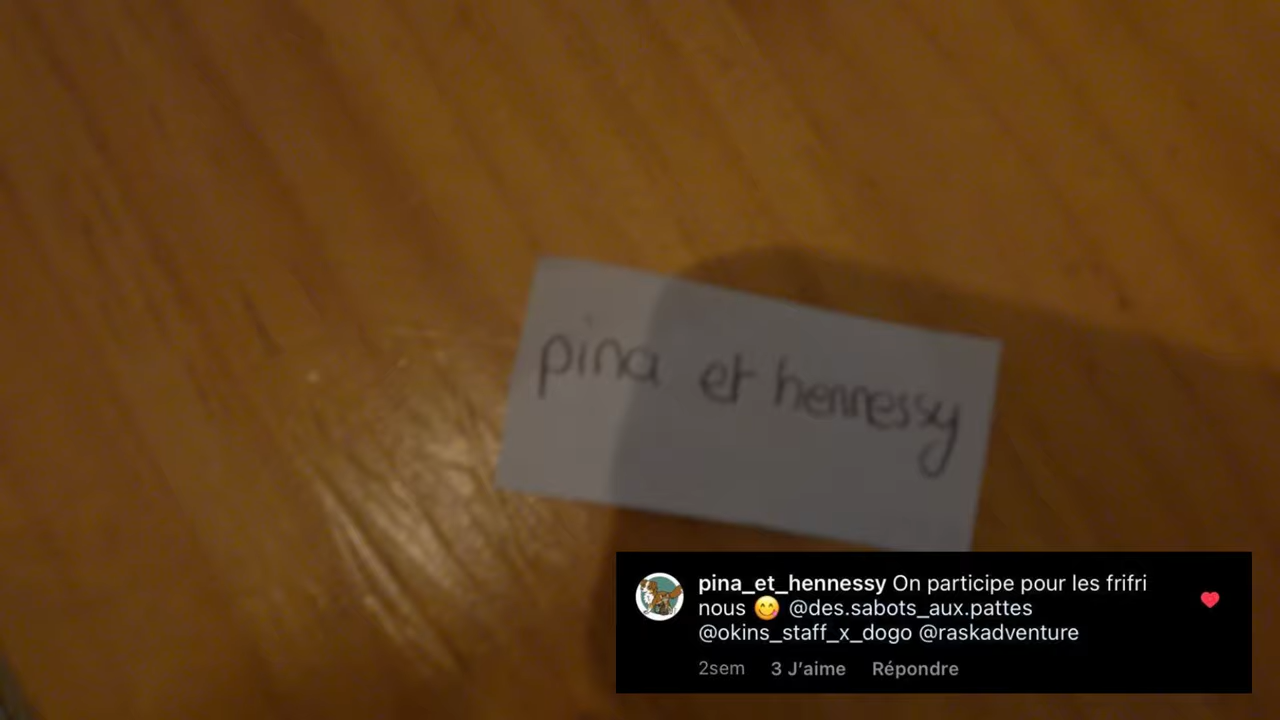 pina et hennessy
pina_et_hennessy On participe pour les frifri
nous 😋 @des.sabots_aux.pattes
@okins_staff_x_dogo @raskadventure
2sem 3 J'aime Répondre